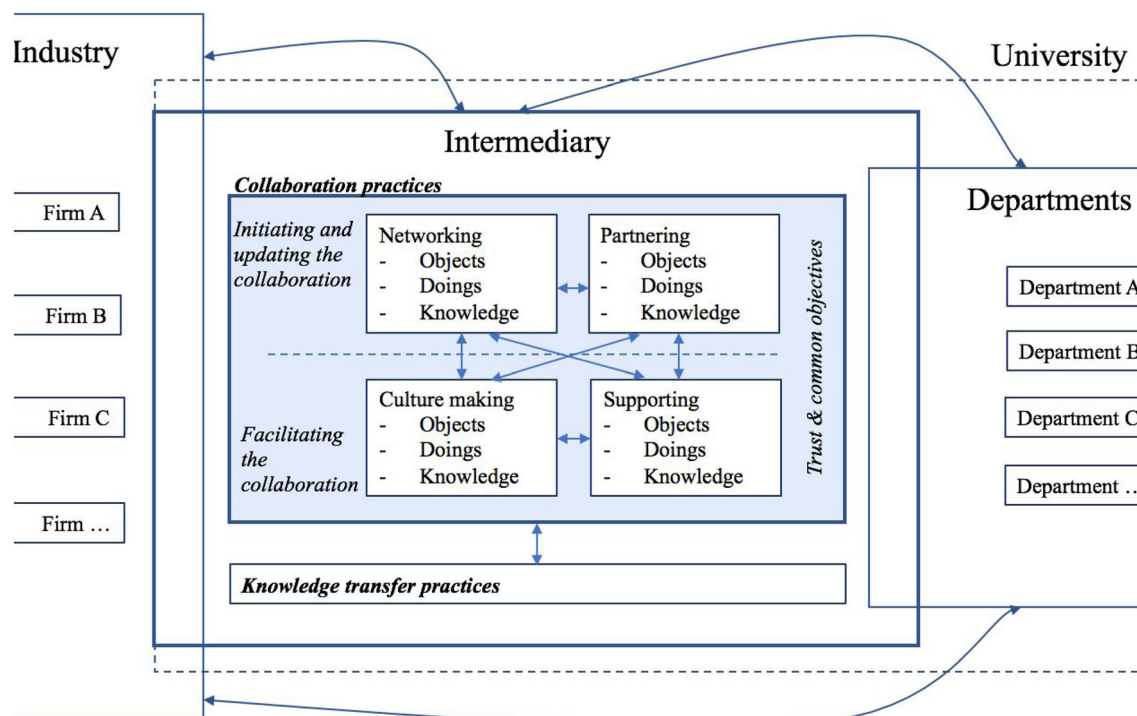 Industry
University
Intermediary
Collaboration practices
Departments
Firm A
Firm B
Firm C
Firm …
Initiating and
updating the
collaboration
Networking
- Objects
- Doings
- Knowledge
Partnering
- Objects
- Doings
- Knowledge
Facilitating
the
collaboration
Culture making
- Objects
- Doings
- Knowledge
Supporting
- Objects
- Doings
- Knowledge
Trust & common objectives
Department A
Department B
Department C
Department …
Knowledge transfer practices